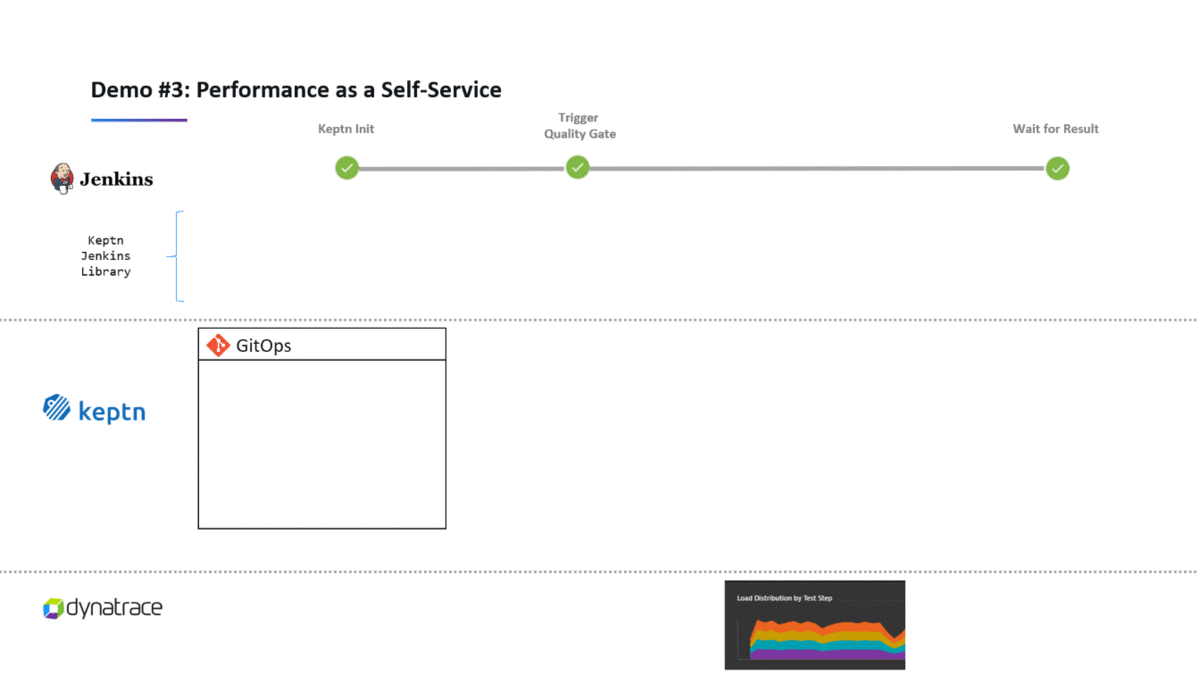 Demo #3: Performance as a Self-Service
Keptn Init
Trigger
Quality Gate
Wait for Result
Jenkins
Keptn
Jenkins
Library
GitOps
keptn
dynatrace
Load Distribution by Test Step